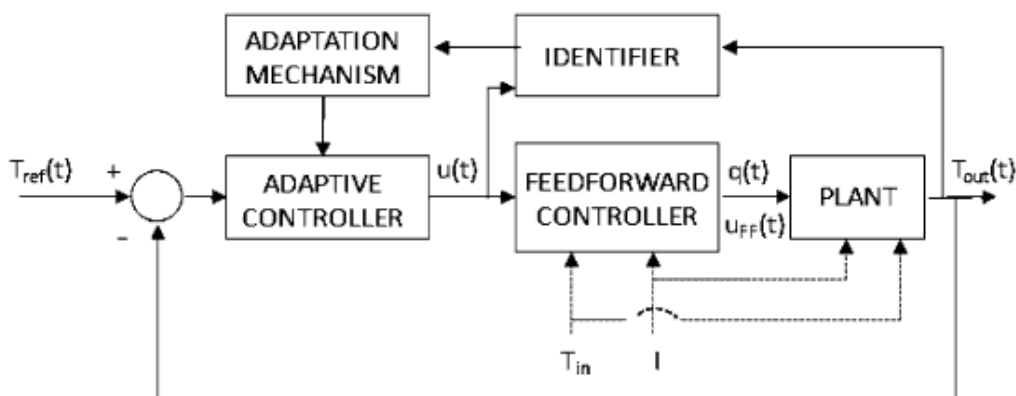 ADAPTATION
MECHANISM
IDENTIFIER
T_ref(t)
+
-
ADAPTIVE
CONTROLLER
u(t)
FEEDFORWARD
CONTROLLER
q(t)
u_FF(t)
PLANT
T_out(t)
T_in
I